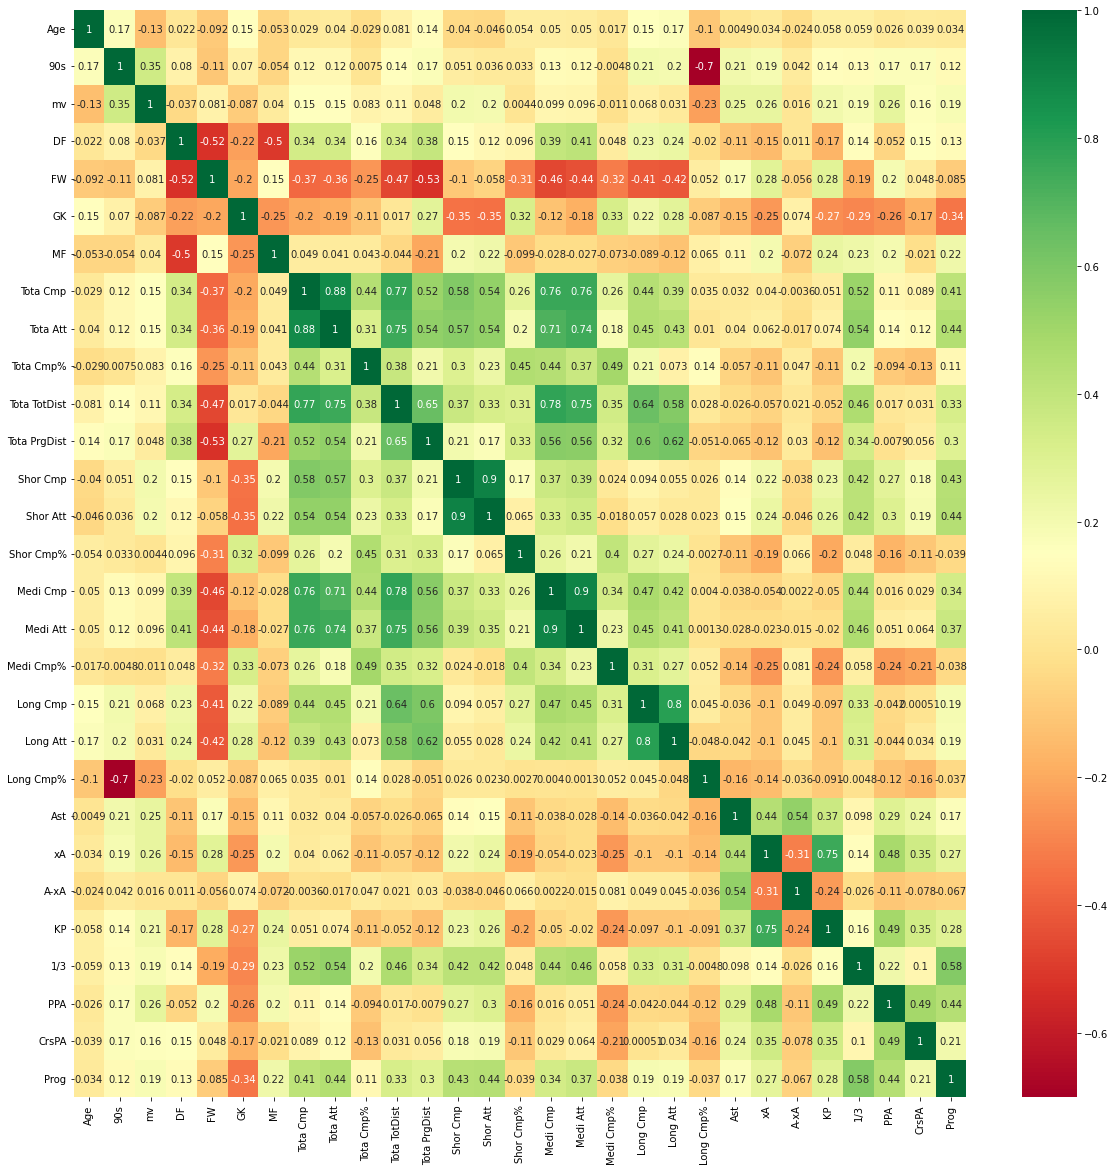 Age 1 0.17 -0.13 0.022 -0.092 0.15 -0.053 0.029 0.04 -0.029 0.081 0.14 -0.04 -0.046 0.054 0.05 0.05 0.017 0.15 0.17 -0.1 0.0049 0.034 -0.024 0.058 0.059 0.026 0.039 0.034
90s 0.17 1 0.35 0.08 -0.11 0.07 -0.054 0.12 0.12 0.0075 0.14 0.17 0.051 0.036 0.033 0.13 0.12 -0.0048 0.21 0.2 -0.7 0.21 0.19 0.042 0.14 0.13 0.17 0.17 0.12
mv -0.13 0.35 1 -0.037 0.081 -0.087 0.04 0.15 0.15 0.083 0.11 0.048 0.2 0.2 0.0044 0.099 0.096 -0.011 0.068 0.031 -0.23 0.25 0.26 0.016 0.21 0.19 0.26 0.16 0.19
DF 0.022 0.08 -0.037 1 -0.52 -0.22 -0.5 0.34 0.34 0.16 0.34 0.38 0.15 0.12 0.096 0.39 0.41 0.048 0.23 0.24 -0.02 -0.11 -0.15 0.011 -0.17 0.14 -0.052 0.15 0.13
FW -0.092 -0.11 0.081 -0.52 1 -0.2 0.15 -0.37 -0.36 -0.25 -0.47 -0.53 -0.1 -0.058 -0.31 -0.46 -0.44 -0.32 -0.41 -0.42 0.052 0.17 0.28 -0.056 0.28 -0.19 0.2 0.048 -0.085
GK 0.15 0.07 -0.087 -0.22 -0.2 1 -0.25 -0.2 -0.19 -0.11 0.017 0.27 -0.35 -0.35 0.32 -0.12 -0.18 0.33 0.22 0.28 -0.087 -0.15 -0.25 0.074 -0.27 -0.29 -0.26 -0.17 -0.34
MF -0.053 -0.054 0.04 -0.5 0.15 -0.25 1 0.049 0.041 0.043 -0.044 -0.21 0.2 0.22 -0.099 -0.028 -0.027 -0.073 -0.089 -0.12 0.065 0.11 0.2 -0.072 0.24 0.23 0.2 -0.021 0.22
Tota Cmp 0.029 0.12 0.15 0.34 -0.37 -0.2 0.049 1 0.88 0.44 0.77 0.52 0.58 0.54 0.26 0.76 0.76 0.26 0.44 0.39 0.035 0.032 0.04 -0.0036 0.051 0.52 0.11 0.089 0.41
Tota Att 0.04 0.12 0.15 0.34 -0.36 -0.19 0.041 0.88 1 0.31 0.75 0.54 0.57 0.54 0.2 0.71 0.74 0.18 0.45 0.43 0.01 0.04 0.062 -0.017 0.074 0.54 0.14 0.12 0.44
Tota Cmp% -0.029 0.0075 0.083 0.16 -0.25 -0.11 0.043 0.44 0.31 1 0.38 0.21 0.3 0.23 0.45 0.44 0.37 0.49 0.21 0.073 0.14 -0.057 -0.11 0.047 -0.11 0.2 -0.094 -0.13 0.11
Tota TotDist 0.081 0.14 0.11 0.34 -0.47 0.017 -0.044 0.77 0.75 0.38 1 0.65 0.37 0.33 0.31 0.78 0.75 0.35 0.64 0.58 0.028 -0.026 -0.057 0.021 -0.052 0.46 0.017 0.031 0.33
Tota PrgDist 0.14 0.17 0.048 0.38 -0.53 0.27 -0.21 0.52 0.54 0.21 0.65 1 0.21 0.17 0.33 0.56 0.56 0.32 0.6 0.62 -0.051 -0.065 -0.12 0.03 -0.12 0.34 -0.0079 0.056 0.3
Shor Cmp -0.04 0.051 0.2 0.15 -0.1 -0.35 0.2 0.58 0.57 0.3 0.37 0.21 1 0.9 0.17 0.37 0.39 0.024 0.094 0.055 0.026 0.14 0.22 -0.038 0.23 0.42 0.27 0.18 0.43
Shor Att -0.046 0.036 0.2 0.12 -0.058 -0.35 0.22 0.54 0.54 0.23 0.33 0.17 0.9 1 0.065 0.33 0.35 -0.018 0.057 0.028 0.023 0.15 0.24 -0.046 0.26 0.42 0.3 0.19 0.44
Shor Cmp% 0.054 0.033 0.0044 0.096 -0.31 0.32 -0.099 0.26 0.2 0.45 0.31 0.33 0.17 0.065 1 0.26 0.21 0.4 0.27 0.24 -0.0027 -0.11 -0.19 0.066 -0.2 0.048 -0.16 -0.11 -0.039
Medi Cmp 0.05 0.13 0.099 0.39 -0.46 -0.12 -0.028 0.76 0.71 0.44 0.78 0.56 0.37 0.33 0.26 1 0.9 0.34 0.47 0.42 0.004 -0.038 -0.054 0.0022 -0.05 0.44 0.016 0.029 0.34
Medi Att 0.05 0.12 0.096 0.41 -0.44 -0.18 -0.027 0.76 0.74 0.37 0.75 0.56 0.39 0.35 0.21 0.9 1 0.23 0.45 0.41 0.0013 -0.028 -0.023 -0.015 -0.02 0.46 0.051 0.064 0.37
Medi Cmp% 0.017 -0.0048 -0.011 0.048 -0.32 0.33 -0.073 0.26 0.18 0.49 0.35 0.32 0.024 -0.018 0.4 0.34 0.23 1 0.31 0.27 0.052 -0.14 -0.25 0.081 -0.24 0.058 -0.24 -0.21 -0.038
Long Cmp 0.15 0.21 0.068 0.23 -0.41 0.22 -0.089 0.44 0.45 0.21 0.64 0.6 0.094 0.057 0.27 0.47 0.45 0.31 1 0.8 0.045 -0.036 -0.1 0.049 -0.097 0.33 -0.042 0.00051 0.19
Long Att 0.17 0.2 0.031 0.24 -0.42 0.28 -0.12 0.39 0.43 0.073 0.58 0.62 0.055 0.028 0.24 0.42 0.41 0.27 0.8 1 -0.048 -0.042 -0.1 0.045 -0.1 0.31 -0.044 0.034 0.19
Long Cmp% -0.1 -0.7 -0.23 -0.02 0.052 -0.087 0.065 0.035 0.01 0.14 0.028 -0.051 0.026 0.023 -0.0027 0.004 0.0013 0.052 0.045 -0.048 1 -0.16 -0.14 -0.036 -0.091 -0.0048 -0.12 -0.16 -0.037
Ast 0.0049 0.21 0.25 -0.11 0.17 -0.15 0.11 0.032 0.04 -0.057 -0.026 -0.065 0.14 0.15 -0.11 -0.038 -0.028 -0.14 -0.036 -0.042 -0.16 1 0.44 0.54 0.37 0.098 0.29 0.24 0.17
xA 0.034 0.19 0.26 -0.15 0.28 -0.25 0.2 0.04 0.062 -0.11 -0.057 -0.12 0.22 0.24 -0.19 -0.054 -0.023 -0.25 -0.1 -0.1 -0.14 0.44 1 -0.31 0.75 0.14 0.48 0.35 0.27
A-xA -0.024 0.042 0.016 0.011 -0.056 0.074 -0.072 -0.0036 -0.017 0.047 0.021 0.03 -0.038 -0.046 0.066 0.0022 -0.015 0.081 0.049 0.045 -0.036 0.54 -0.31 1 -0.24 -0.026 -0.11 -0.078 -0.067
KP 0.058 0.14 0.21 -0.17 0.28 -0.27 0.24 0.051 0.074 -0.11 -0.052 -0.12 0.23 0.26 -0.2 -0.05 -0.02 -0.24 -0.097 -0.1 -0.091 0.37 0.75 -0.24 1 0.16 0.49 0.35 0.28
1/3 0.059 0.13 0.19 0.14 -0.19 -0.29 0.23 0.52 0.54 0.2 0.46 0.34 0.42 0.42 0.048 0.44 0.46 0.058 0.33 0.31 -0.0048 0.098 0.14 -0.026 0.16 1 0.22 0.1 0.58
PPA 0.026 0.17 0.26 -0.052 0.2 -0.26 0.2 0.11 0.14 -0.094 0.017 -0.0079 0.27 0.3 -0.16 0.016 0.051 -0.24 -0.042 -0.044 -0.12 0.29 0.48 -0.11 0.49 0.22 1 0.49 0.44
CrsPA 0.039 0.17 0.16 0.15 0.048 -0.17 -0.021 0.089 0.12 -0.13 0.031 0.056 0.18 0.19 -0.11 0.029 0.064 -0.21 0.00051 0.034 -0.16 0.24 0.35 -0.078 0.35 0.1 0.49 1 0.21
Prog 0.034 0.12 0.19 0.13 -0.085 -0.34 0.22 0.41 0.44 0.11 0.33 0.3 0.43 0.44 -0.039 0.34 0.37 -0.038 0.19 0.19 -0.037 0.17 0.27 -0.067 0.28 0.58 0.44 0.21 1
Age 90s mv DF FW GK MF Tota Cmp Tota Att Tota Cmp% Tota TotDist Tota PrgDist Shor Cmp Shor Att Shor Cmp% Medi Cmp Medi Att Medi Cmp% Long Cmp Long Att Long Cmp% Ast xA A-xA KP 1/3 PPA CrsPA Prog
1.0
0.8
0.6
0.4
0.2
0.0
−0.2
−0.4
−0.6